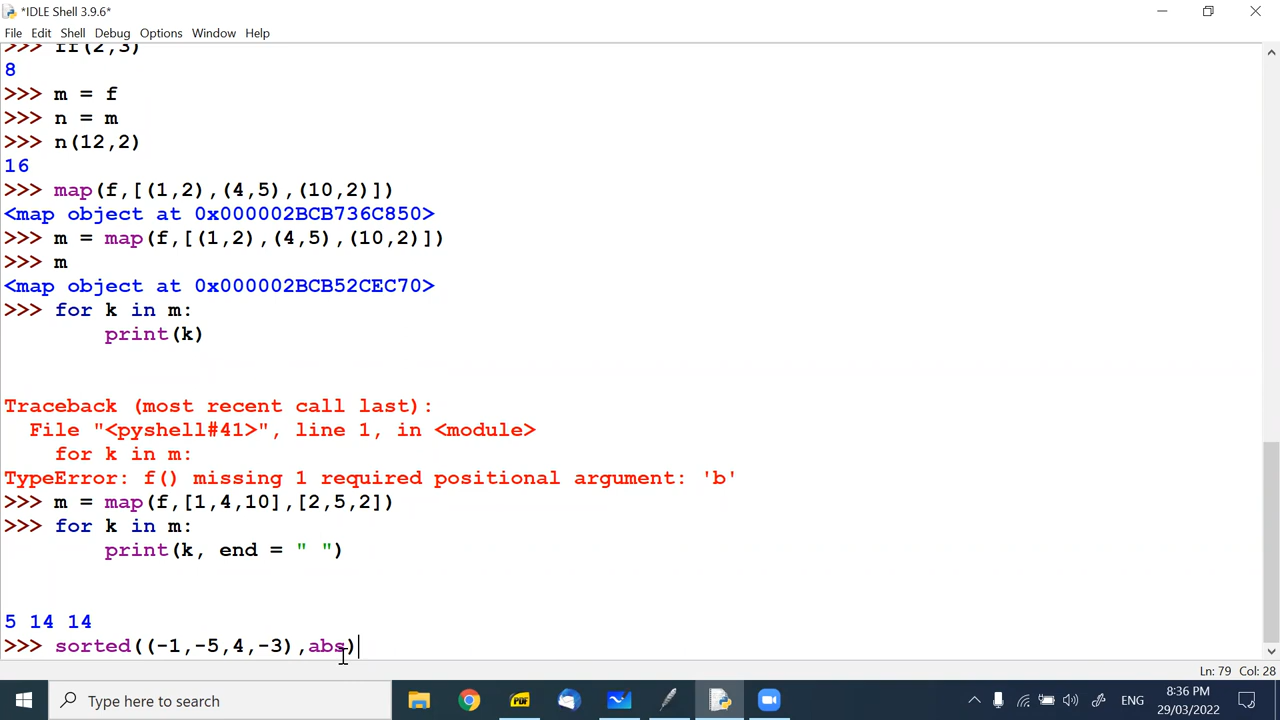 *IDLE Shell 3.9.6*
File Edit Shell Debug Options Window Help
>>> ff(2,3)
8
>>> m = f
>>> n = m
>>> n(12,2)
16
>>> map(f,[(1,2),(4,5),(10,2)])
<map object at 0x000002BCB736C850>
>>> m = map(f,[(1,2),(4,5),(10,2)])
>>> m
<map object at 0x000002BCB52CEC70>
>>> for k in m:
print(k)
Traceback (most recent call last):
File "<pyshell#41>", line 1, in <module>
for k in m:
TypeError: f() missing 1 required positional argument: 'b'
>>> m = map(f,[1,4,10],[2,5,2])
>>> for k in m:
print(k, end = " ")
5 14 14
>>> sorted((-1,-5,4,-3),abs)
Ln: 79 Col: 28
Type here to search
PDF
ENG
8:36 PM
29/03/2022